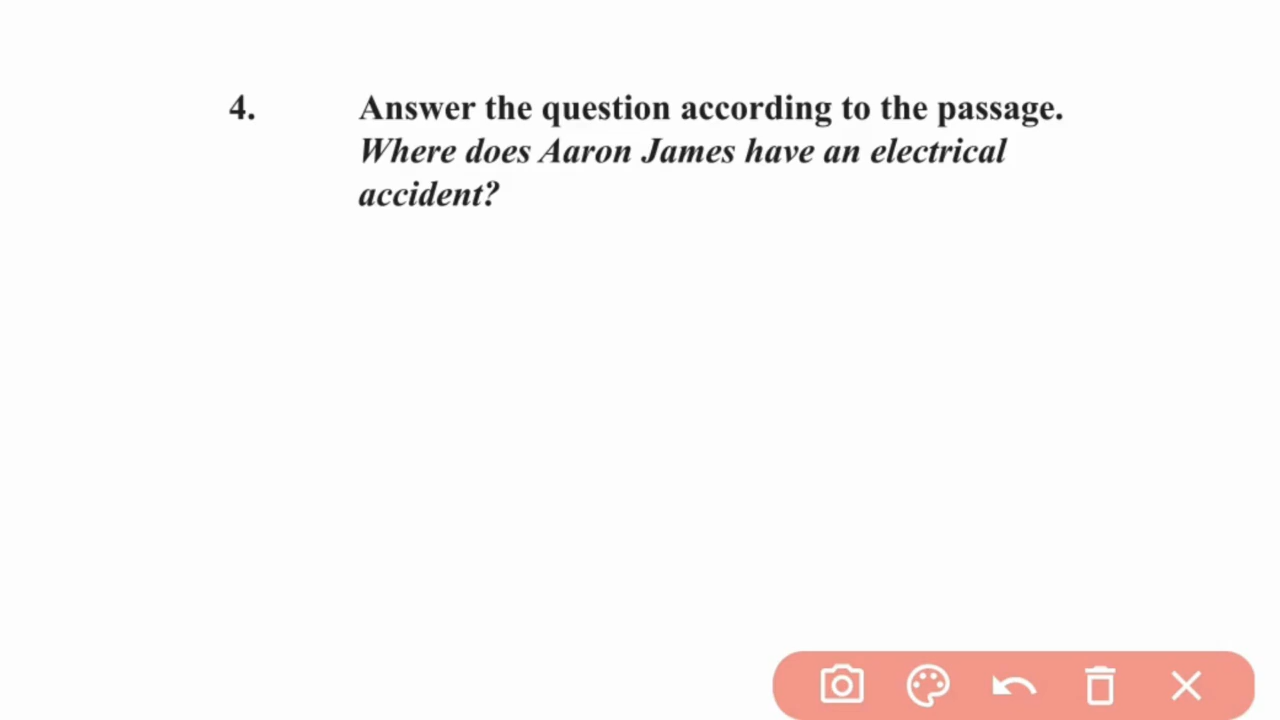 4. Answer the question according to the passage.
Where does Aaron James have an electrical
accident?